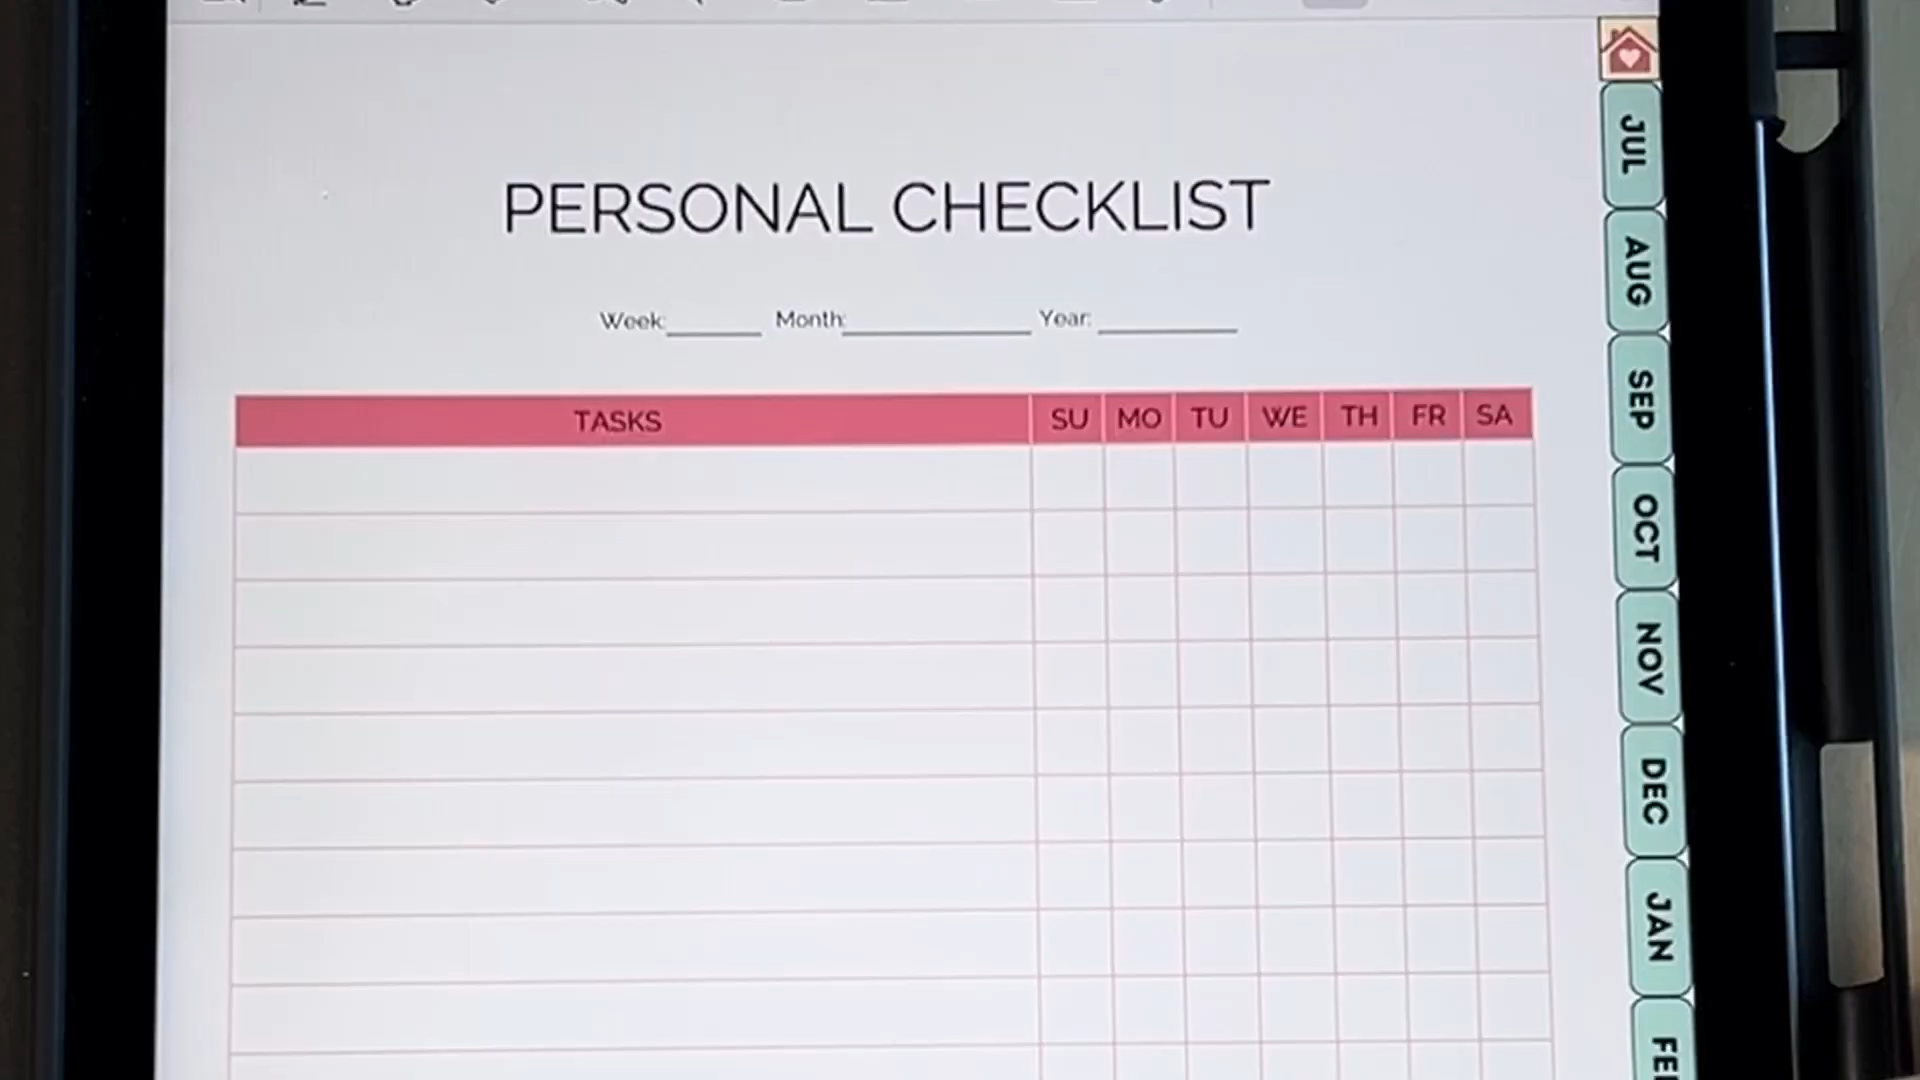 PERSONAL CHECKLIST
Week: Month: Year:
TASKS SU MO TU WE TH FR SA
JUL
AUG
SEP
OCT
NOV
DEC
JAN